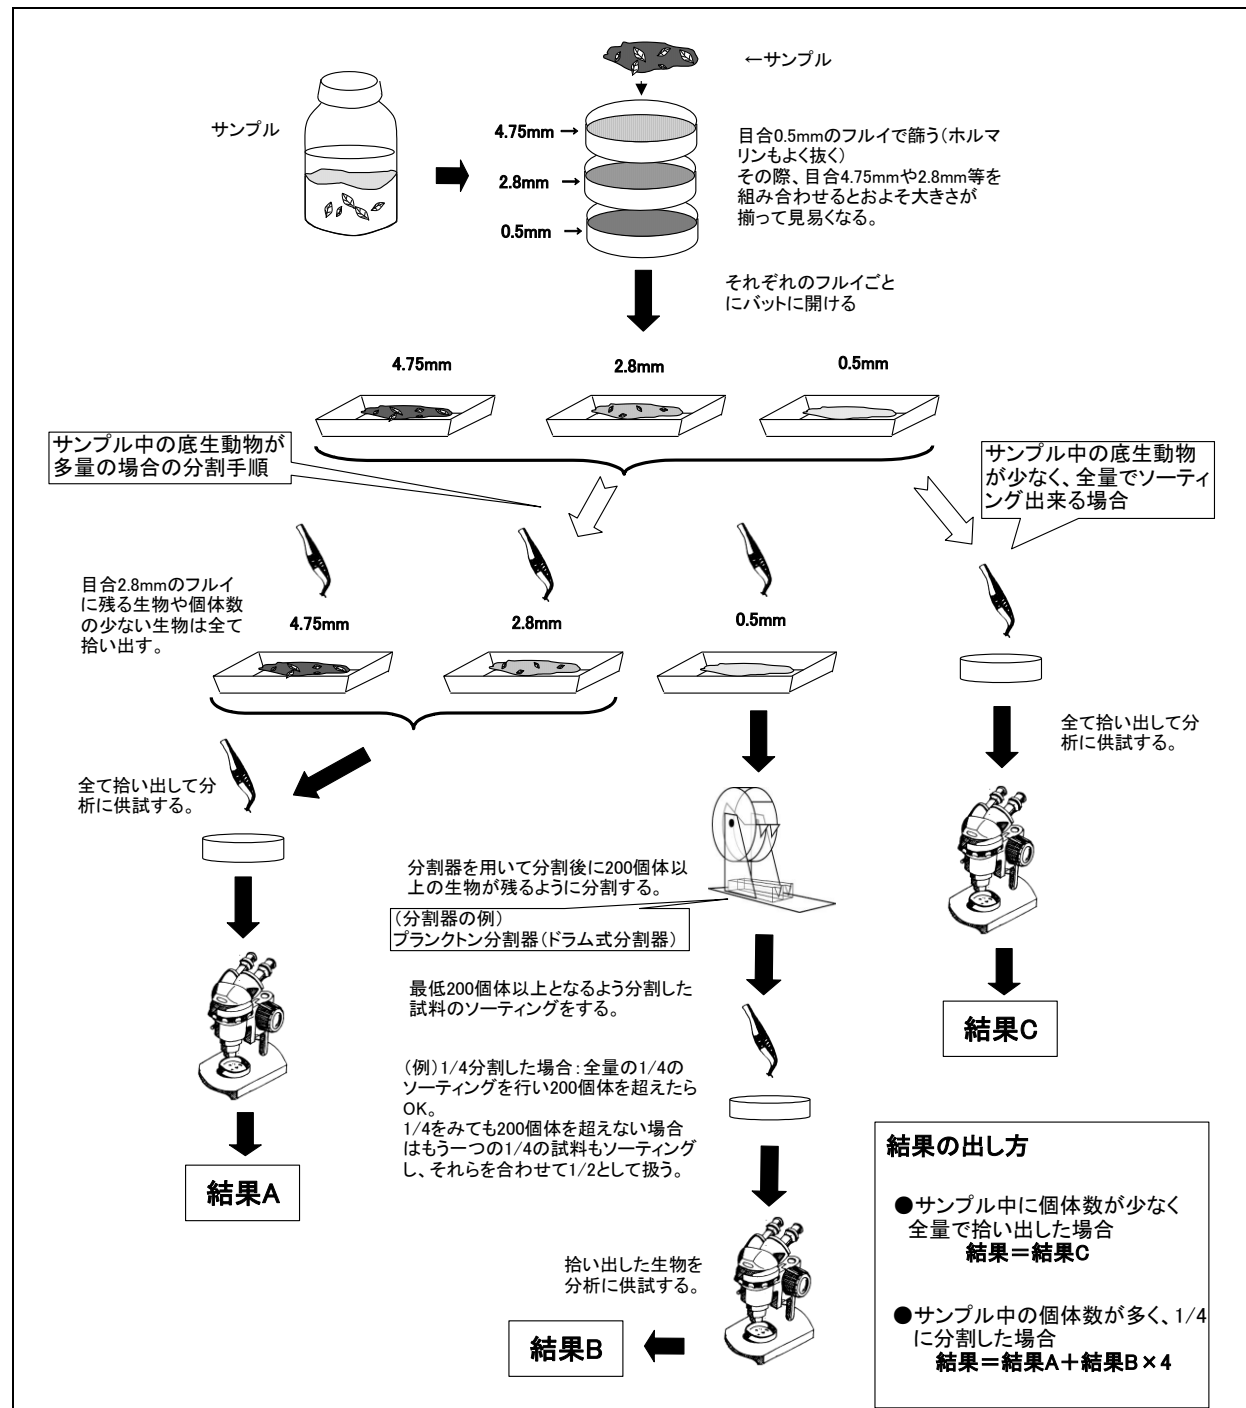 ←サンプル
サンプル
4.75mm →
2.8mm →
0.5mm →
目合0.5mmのフルイで篩う(ホルマ
リンもよく抜く)
その際、目合4.75mmや2.8mm等を
組み合わせるとおよそ大きさが
揃って見易くなる。
それぞれのフルイごと
にバットに開ける
4.75mm
2.8mm
0.5mm
サンプル中の底生動物が
多量の場合の分割手順
サンプル中の底生動物
が少なく、全量でソーティ
ング出来る場合
目合2.8mmのフルイ
に残る生物や個体数
の少ない生物は全て
拾い出す。
4.75mm
2.8mm
0.5mm
全て拾い出して分
析に供試する。
全て拾い出して分
析に供試する。
分割器を用いて分割後に200個体以
上の生物が残るように分割する。
(分割器の例)
プランクトン分割器(ドラム式分割器)
最低200個体以上となるよう分割した
試料のソーティングをする。
(例)1/4分割した場合:全量の1/4の
ソーティングを行い200個体を超えたら
OK。
1/4をみても200個体を超えない場合
はもう一つの1/4の試料もソーティング
し、それらを合わせて1/2として扱う。
結果C
結果A
拾い出した生物を
分析に供試する。
結果B
結果の出し方
●サンプル中に個体数が少なく
全量で拾い出した場合
結果=結果C
●サンプル中の個体数が多く、1/4
に分割した場合
結果=結果A+結果B×4